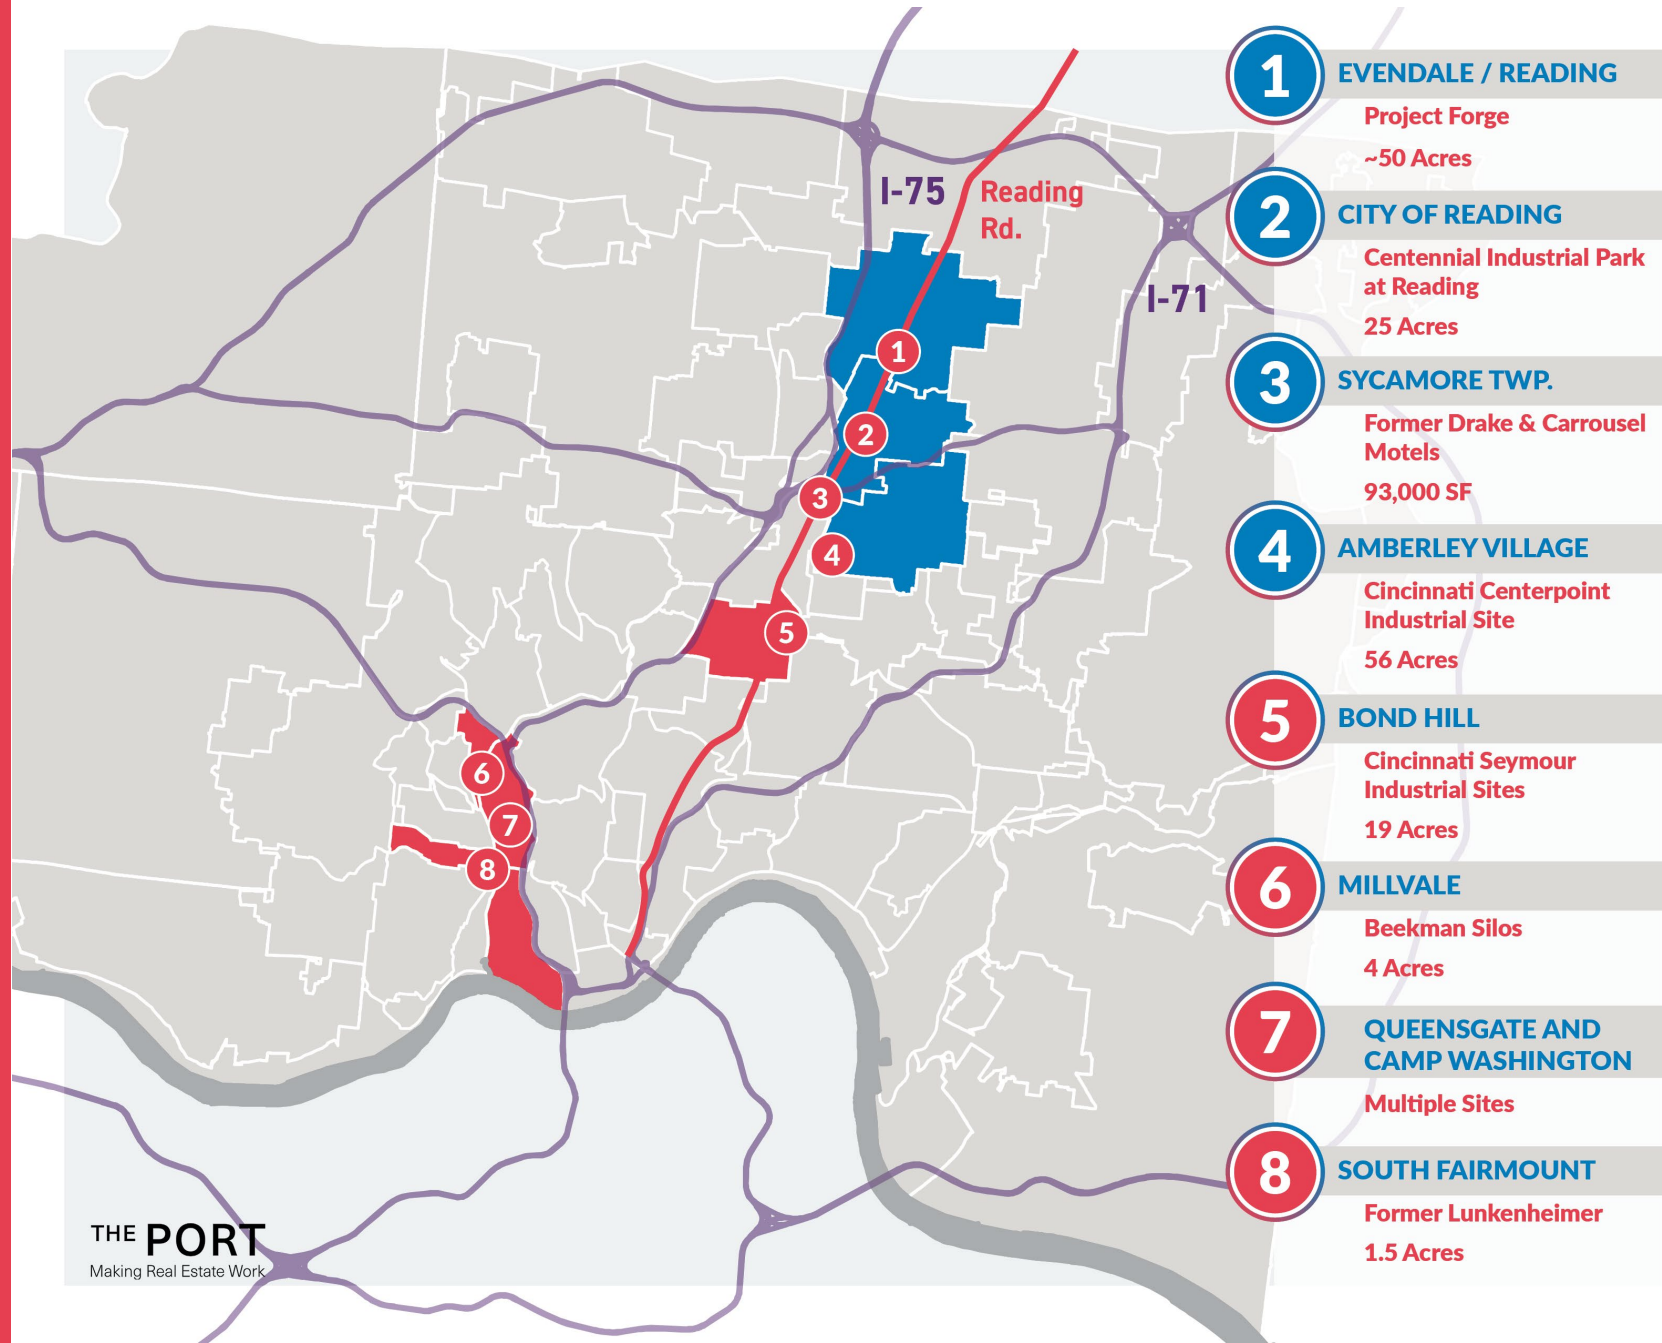 I-75
Reading
Rd.
I-71
1
2
3
4
5
6
7
8
1
EVENDALE / READING
Project Forge
~50 Acres
2
CITY OF READING
Centennial Industrial Park
at Reading
25 Acres
3
SYCAMORE TWP.
Former Drake & Carrousel
Motels
93,000 SF
4
AMBERLEY VILLAGE
Cincinnati Centerpoint
Industrial Site
56 Acres
5
BOND HILL
Cincinnati Seymour
Industrial Sites
19 Acres
6
MILLVALE
Beekman Silos
4 Acres
7
QUEENSGATE AND
CAMP WASHINGTON
Multiple Sites
8
SOUTH FAIRMOUNT
Former Lunkenheimer
1.5 Acres
THE PORT
Making Real Estate Work